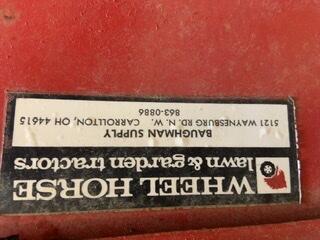 WHEEL HORSE
lawn & garden tractors
BAUGHMAN SUPPLY
5121 WAYNESBURG RD. N. W. CARROLLTON, OH 44615
863-0886